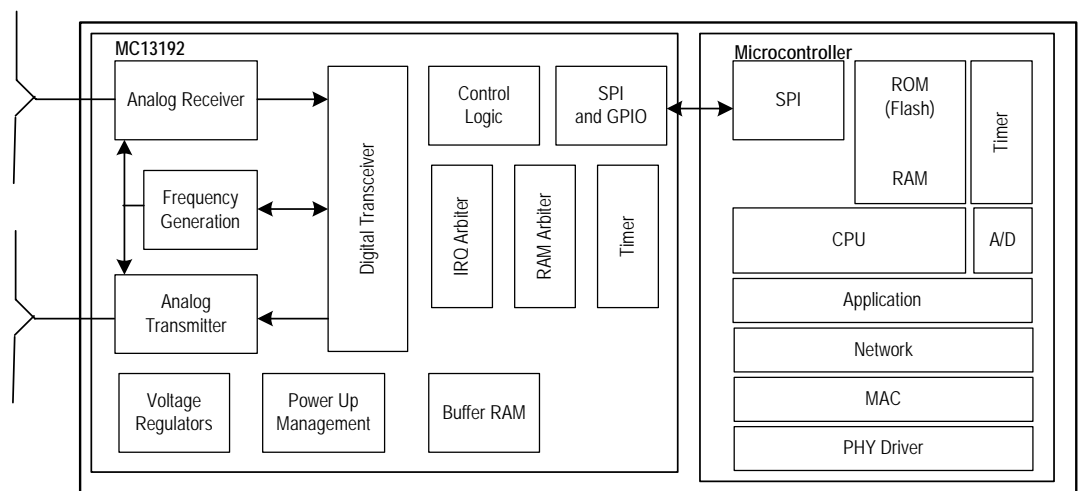 MC13192
Analog Receiver
Frequency
Generation
Analog
Transmitter
Digital Transceiver
Control
Logic
SPI
and GPIO
IRQ Arbiter
RAM Arbiter
Timer
Voltage
Regulators
Power Up
Management
Buffer RAM
Microcontroller
SPI
ROM
(Flash)
RAM
Timer
CPU
A/D
Application
Network
MAC
PHY Driver